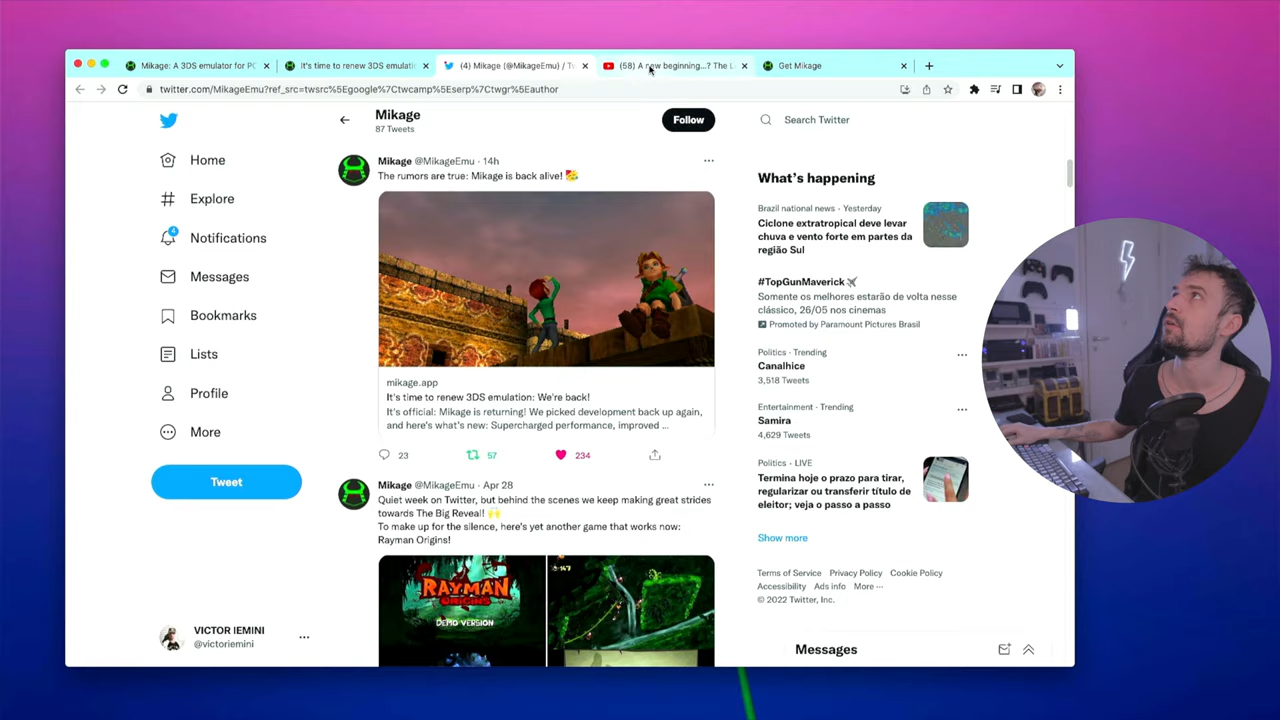 Mikage: A 3DS emulator for PC
It's time to renew 3DS emulatio
(4) Mikage (@MikageEmu) / Tw
(58) A new beginning...? The L
Get Mikage
twitter.com/MikageEmu?ref_src=twsrc%5Egoogle%7Ctwcamp%5Eserp%7Ctwgr%5Eauthor
Mikage
87 Tweets
Follow
Search Twitter
Home
Explore
4
Notifications
Messages
Bookmarks
Lists
Profile
More
Tweet
VICTOR IEMINI
@victoriemini
Mikage @MikageEmu · 14h
The rumors are true: Mikage is back alive!
mikage.app
It's time to renew 3DS emulation: We're back!
It's official: Mikage is returning! We picked development back up again,
and here's what's new: Supercharged performance, improved ...
23
57
234
Mikage @MikageEmu · Apr 28
Quiet week on Twitter, but behind the scenes we keep making great strides
towards The Big Reveal!
To make up for the silence, here's yet another game that works now:
Rayman Origins!
RAYMAN
ORIGINS
DEMO VERSION
What's happening
Brazil national news · Yesterday
Ciclone extratropical deve levar
chuva e vento forte em partes da
região Sul
#TopGunMaverick
Somente os melhores estarão de volta nesse
clássico, 26/05 nos cinemas
Promoted by Paramount Pictures Brasil
Politics · Trending
Canalhice
3,518 Tweets
Entertainment · Trending
Samira
4,629 Tweets
Politics · LIVE
Termina hoje o prazo para tirar,
regularizar ou transferir título de
eleitor; veja o passo a passo
Show more
Terms of Service Privacy Policy Cookie Policy
Accessibility Ads info More ···
© 2022 Twitter, Inc.
Messages